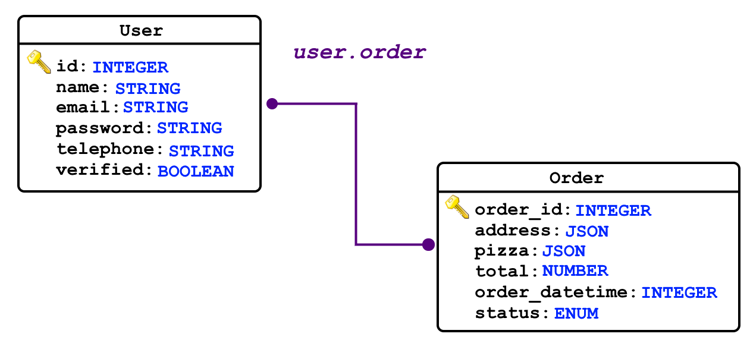 User
id: INTEGER
name: STRING
email: STRING
password: STRING
telephone: STRING
verified: BOOLEAN
user.order
Order
order_id: INTEGER
address: JSON
pizza: JSON
total: NUMBER
order_datetime: INTEGER
status: ENUM